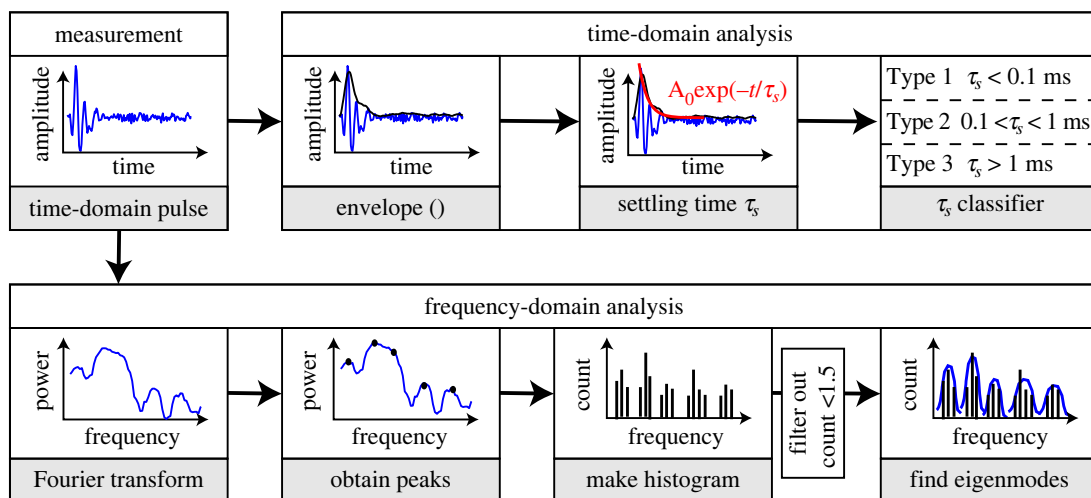 measurement
amplitude
time
time-domain pulse
time-domain analysis
amplitude
time
envelope ()
amplitude
A₀exp(–t/τₛ)
time
settling time τₛ
Type 1 τₛ < 0.1 ms
Type 2 0.1 <τₛ < 1 ms
Type 3 τₛ > 1 ms
τₛ classifier
frequency-domain analysis
power
frequency
Fourier transform
power
frequency
obtain peaks
count
frequency
make histogram
filter out
count <1.5
count
frequency
find eigenmodes